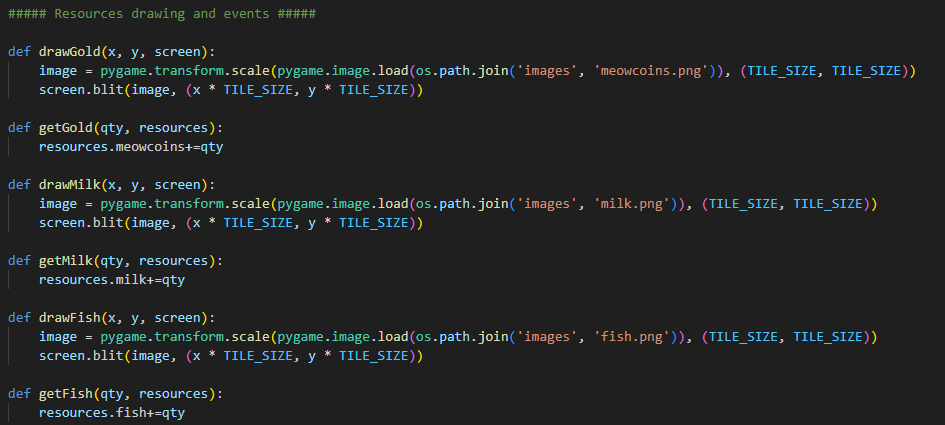 ##### Resources drawing and events #####
def drawGold(x, y, screen):
    image = pygame.transform.scale(pygame.image.load(os.path.join('images', 'meowcoins.png')), (TILE_SIZE, TILE_SIZE))
    screen.blit(image, (x * TILE_SIZE, y * TILE_SIZE))
def getGold(qty, resources):
    resources.meowcoins+=qty
def drawMilk(x, y, screen):
    image = pygame.transform.scale(pygame.image.load(os.path.join('images', 'milk.png')), (TILE_SIZE, TILE_SIZE))
    screen.blit(image, (x * TILE_SIZE, y * TILE_SIZE))
def getMilk(qty, resources):
    resources.milk+=qty
def drawFish(x, y, screen):
    image = pygame.transform.scale(pygame.image.load(os.path.join('images', 'fish.png')), (TILE_SIZE, TILE_SIZE))
    screen.blit(image, (x * TILE_SIZE, y * TILE_SIZE))
def getFish(qty, resources):
    resources.fish+=qty